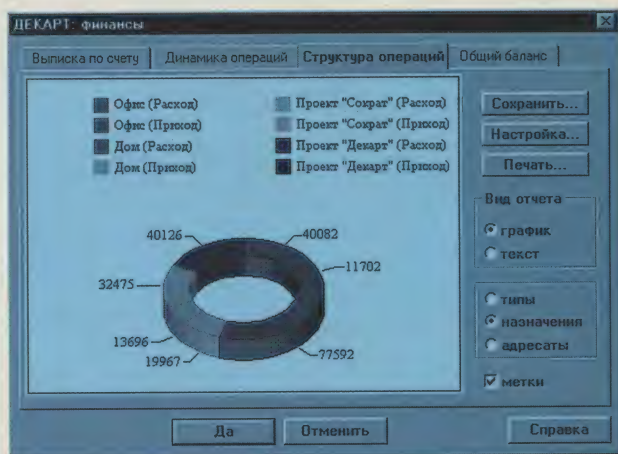 ДЕКАРТ: финансы
Выписка по счету
Динамика операций
Структура операций
Общий баланс
Офис (Расход)
Офис (Приход)
Дом (Расход)
Дом (Приход)
Проект "Сократ" (Расход)
Проект "Сократ" (Приход)
Проект "Декарт" (Расход)
Проект "Декарт" (Приход)
40126
40082
11702
32475
13696
19967
77592
Сохранить...
Настройка...
Печать...
Вид отчета
график
текст
типы
назначения
адресаты
метки
Да
Отменить
Справка